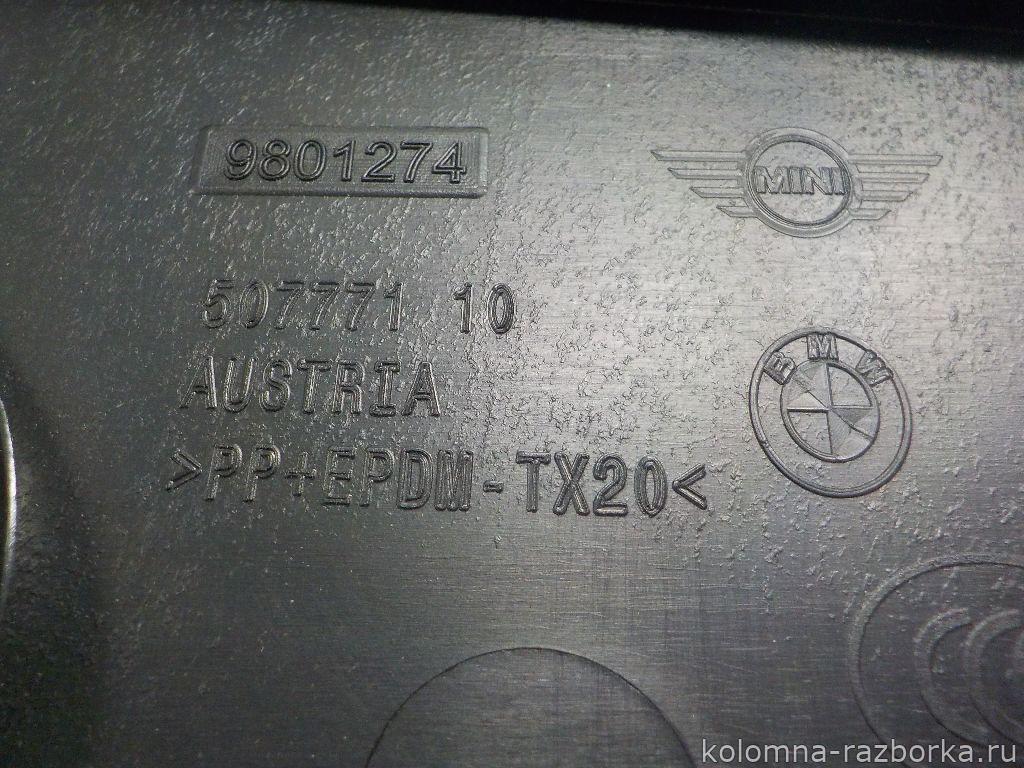 9801274
MINI
507771 10
BMW
AUSTRIA
>PP+EPDM-TX20<
kolomna-razborka.ru